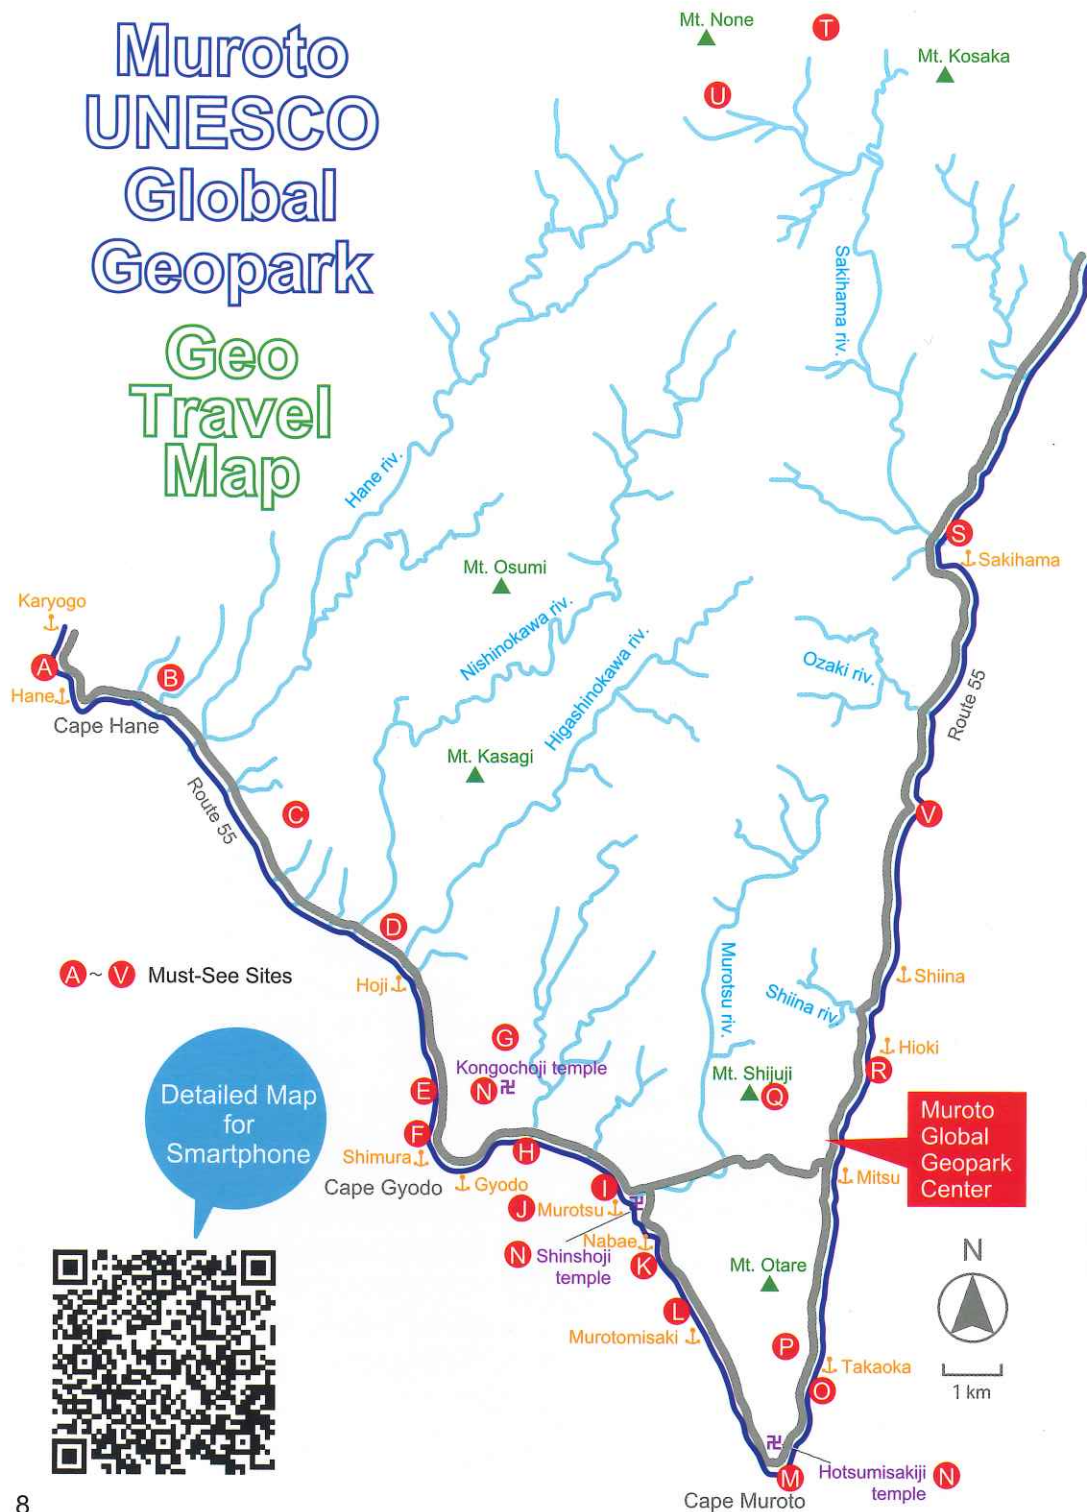 Muroto
UNESCO
Global
Geopark
Geo
Travel
Map
Mt. None
T
Mt. Kosaka
U
Sakihama riv.
Hane riv.
S
Sakihama
Mt. Osumi
Nishinokawa riv.
Higashinokawa riv.
Ozaki riv.
Route 55
Karyogo
A
B
Hane
Cape Hane
Route 55
Mt. Kasagi
C
V
D
A ~ V Must-See Sites
Hoji
Murotsu riv.
Shiina riv.
Shiina
G
Hioki
Kongochoji temple
N 卍
E
Mt. Shijuji
Q
R
Detailed Map
for
Smartphone
F
Shimura
Cape Gyodo
Gyodo
H
Muroto
Global
Geopark
Center
Mitsu
I
J
Murotsu
卍
Nabae
N Shinshoji
temple
K
Mt. Otare
N
L
Murotomisaki
P
Takaoka
O
1 km
卍
M
Hotsumisakiji N
temple
Cape Muroto
8